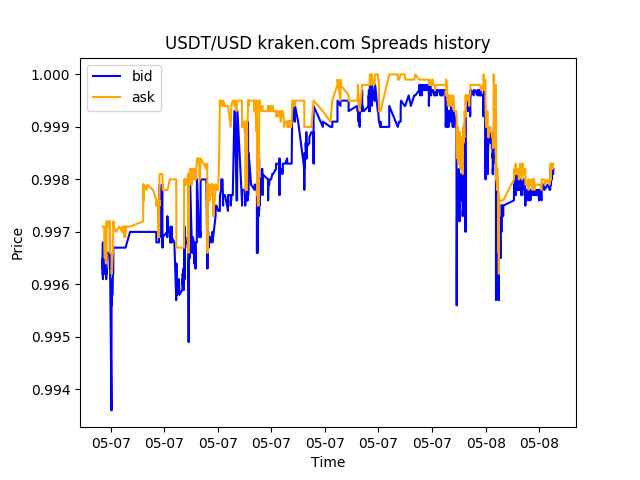 USDT/USD kraken.com Spreads history
bid
ask
1.000
0.999
0.998
0.997
0.996
0.995
0.994
Price
05-07 05-07 05-07 05-07 05-07 05-07 05-07 05-08 05-08
Time